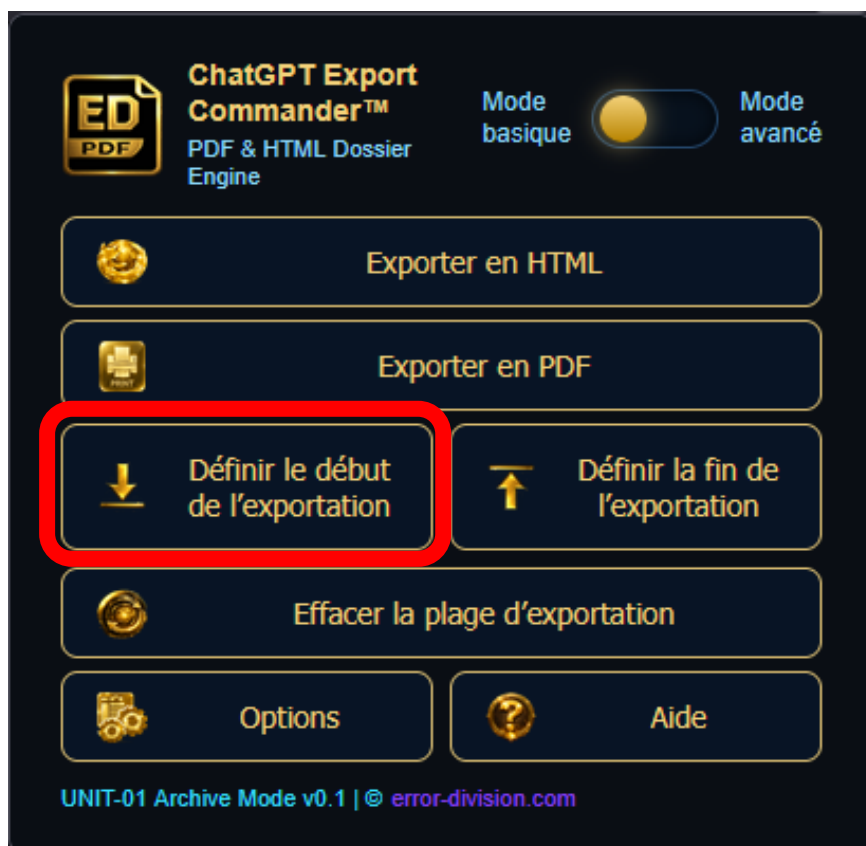 ED
PDF
ChatGPT Export
Commander™
PDF & HTML Dossier
Engine
Mode
basique
Mode
avancé
Exporter en HTML
PRINT
Exporter en PDF
Définir le début
de l’exportation
Définir la fin de
l’exportation
Effacer la plage d’exportation
Options
Aide
UNIT-01 Archive Mode v0.1 | © error-division.com